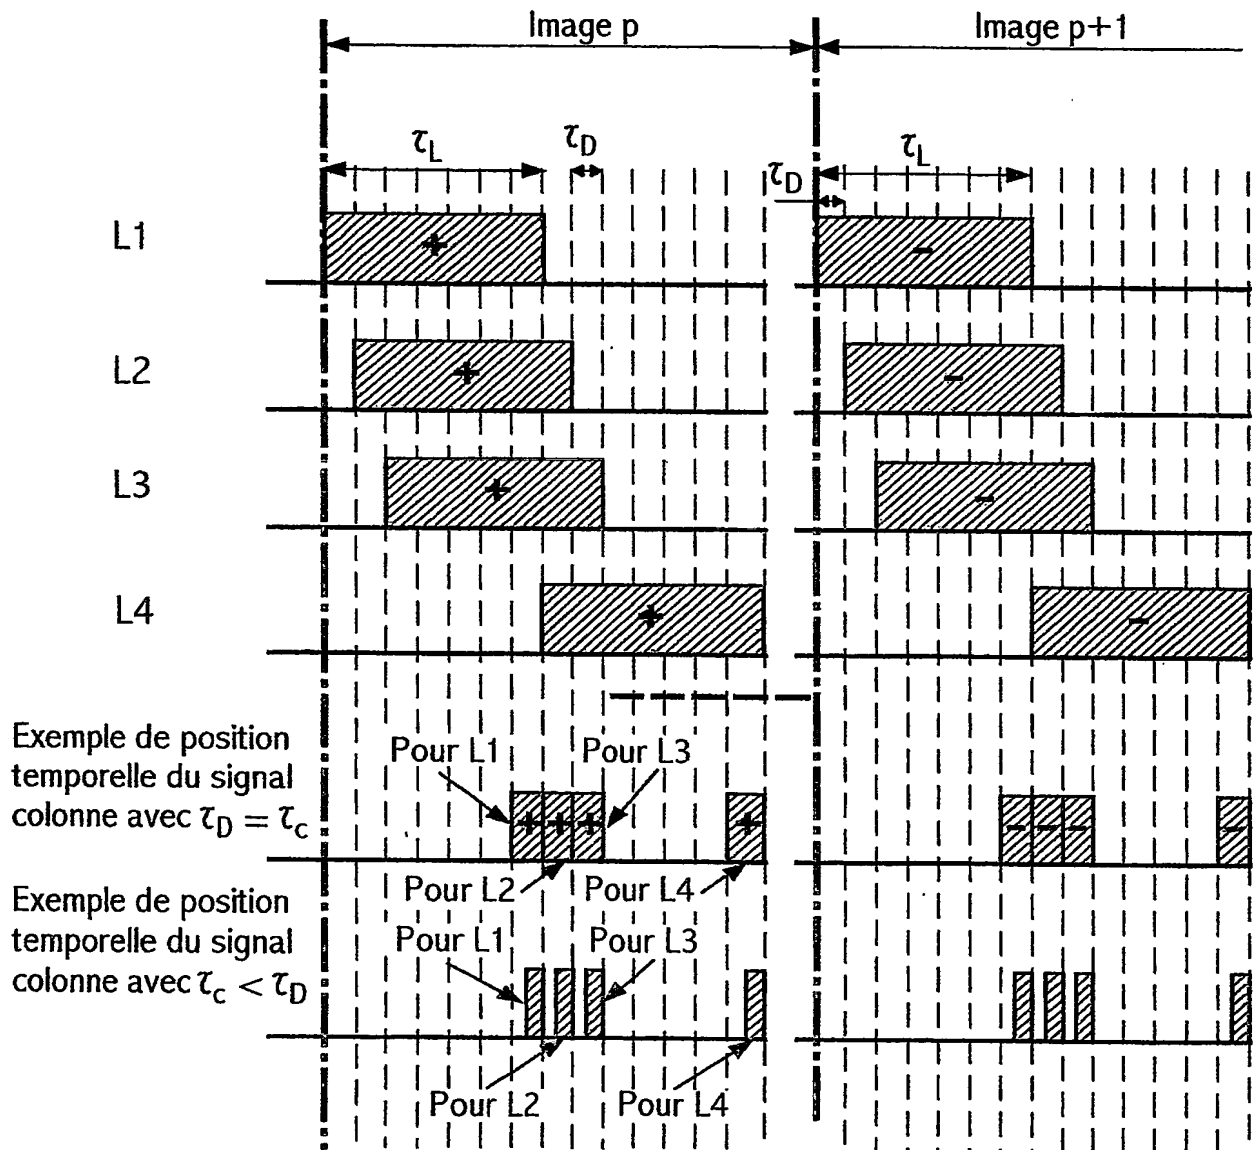 Image p
Image p+1
τL
τD
τL
τD
L1
+
-
L2
+
-
L3
+
-
L4
+
-
Exemple de position
temporelle du signal
colonne avec τD = τc
Pour L1
Pour L3
+ + + +
- - - -
Pour L2
Pour L4
Exemple de position
temporelle du signal
colonne avec τc < τD
Pour L1
Pour L3
Pour L2
Pour L4